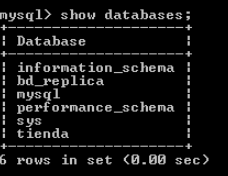 mysql> show databases;
+--------------------+
| Database           |
+--------------------+
| information_schema |
| bd_replica         |
| mysql              |
| performance_schema |
| sys                |
| tienda             |
+--------------------+
6 rows in set (0.00 sec)